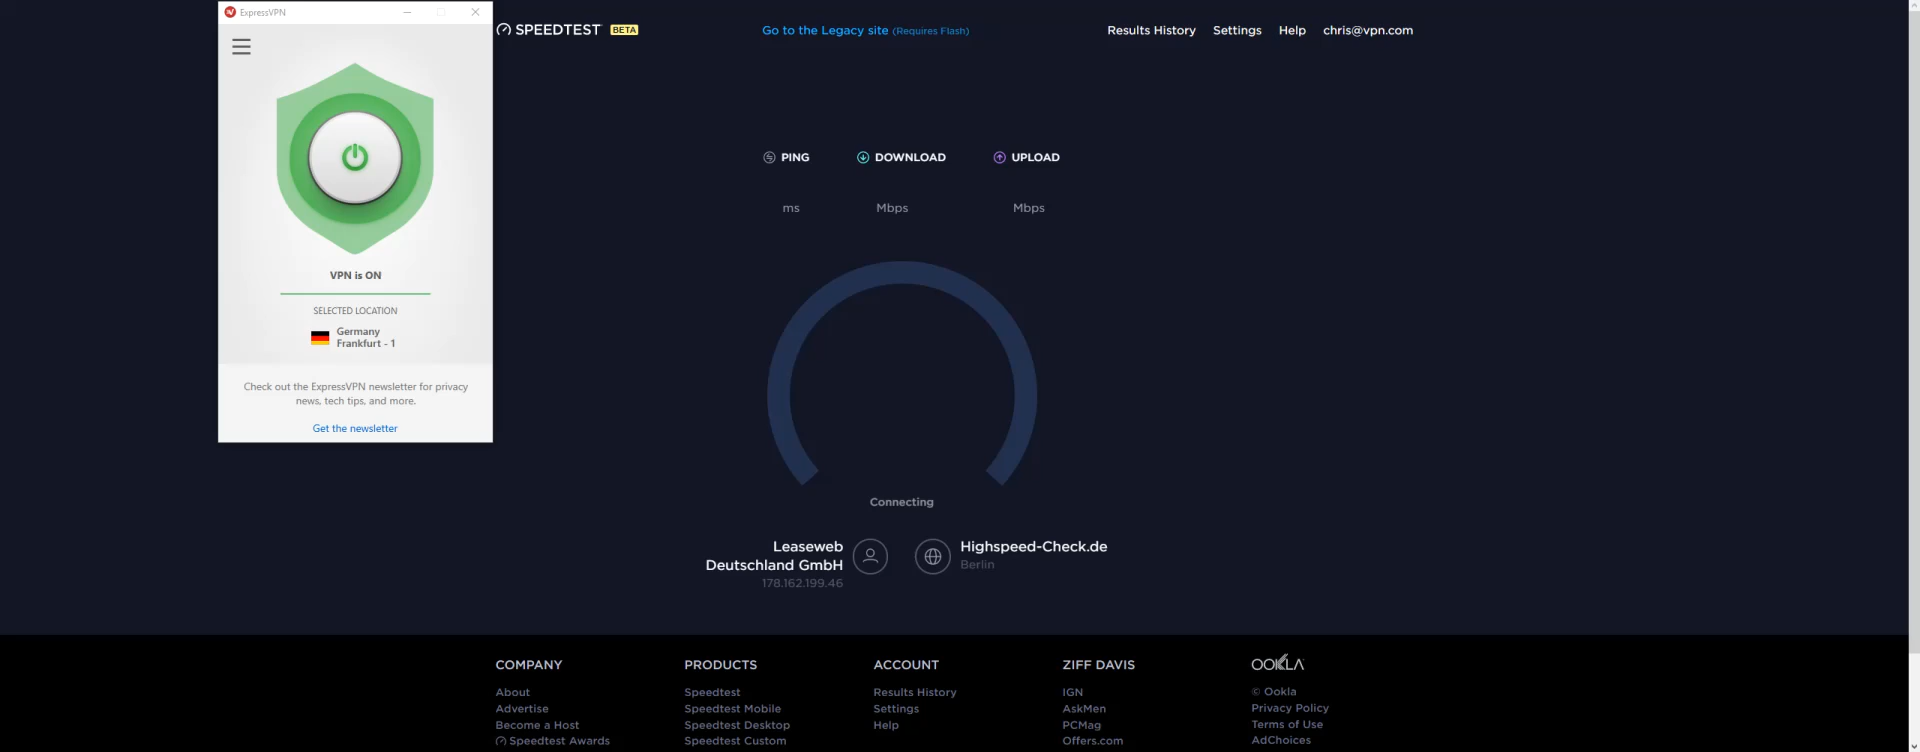 ExpressVPN
VPN is ON
SELECTED LOCATION
Germany
Frankfurt - 1
Check out the ExpressVPN newsletter for privacy
news, tech tips, and more.
Get the newsletter
SPEEDTEST BETA
Go to the Legacy site (Requires Flash)
Results History Settings Help chris@vpn.com
PING DOWNLOAD UPLOAD
ms Mbps Mbps
Connecting
Leaseweb
Deutschland GmbH
178.162.199.46
Highspeed-Check.de
Berlin
COMPANY
About
Advertise
Become a Host
Speedtest Awards
PRODUCTS
Speedtest
Speedtest Mobile
Speedtest Desktop
Speedtest Custom
ACCOUNT
Results History
Settings
Help
ZIFF DAVIS
IGN
AskMen
PCMag
Offers.com
OOKLA
© Ookla
Privacy Policy
Terms of Use
AdChoices